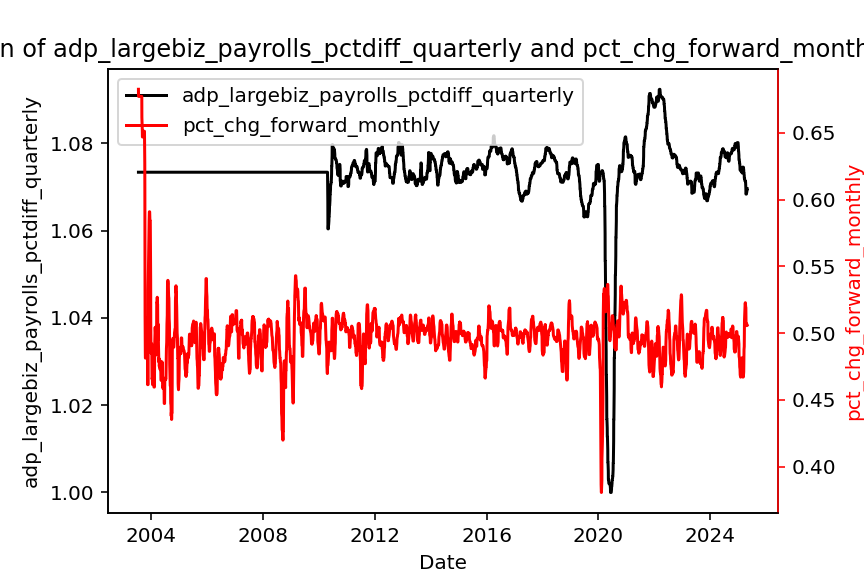 n of adp_largebiz_payrolls_pctdiff_quarterly and pct_chg_forward_month
adp_largebiz_payrolls_pctdiff_quarterly
pct_chg_forward_monthly
adp_largebiz_payrolls_pctdiff_quarterly
1.08
1.06
1.04
1.02
1.00
0.65
0.60
0.55
0.50
0.45
0.40
pct_chg_forward_monthly
2004
2008
2012
2016
2020
2024
Date